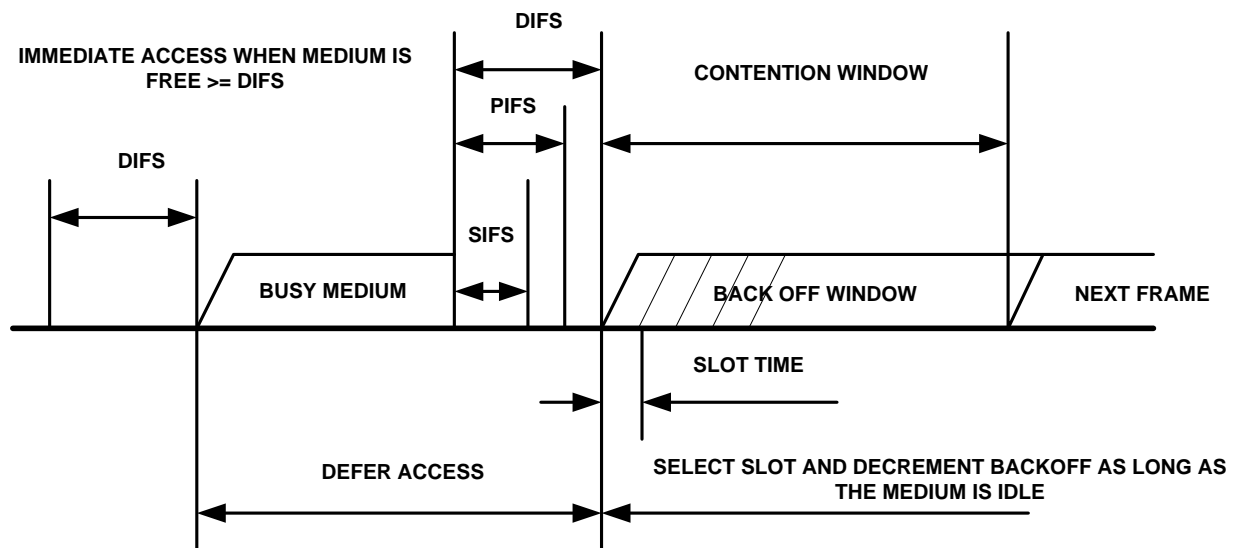 DIFS
IMMEDIATE ACCESS WHEN MEDIUM IS
FREE >= DIFS
CONTENTION WINDOW
PIFS
DIFS
SIFS
BUSY MEDIUM
BACK OFF WINDOW
NEXT FRAME
SLOT TIME
DEFER ACCESS
SELECT SLOT AND DECREMENT BACKOFF AS LONG AS
THE MEDIUM IS IDLE